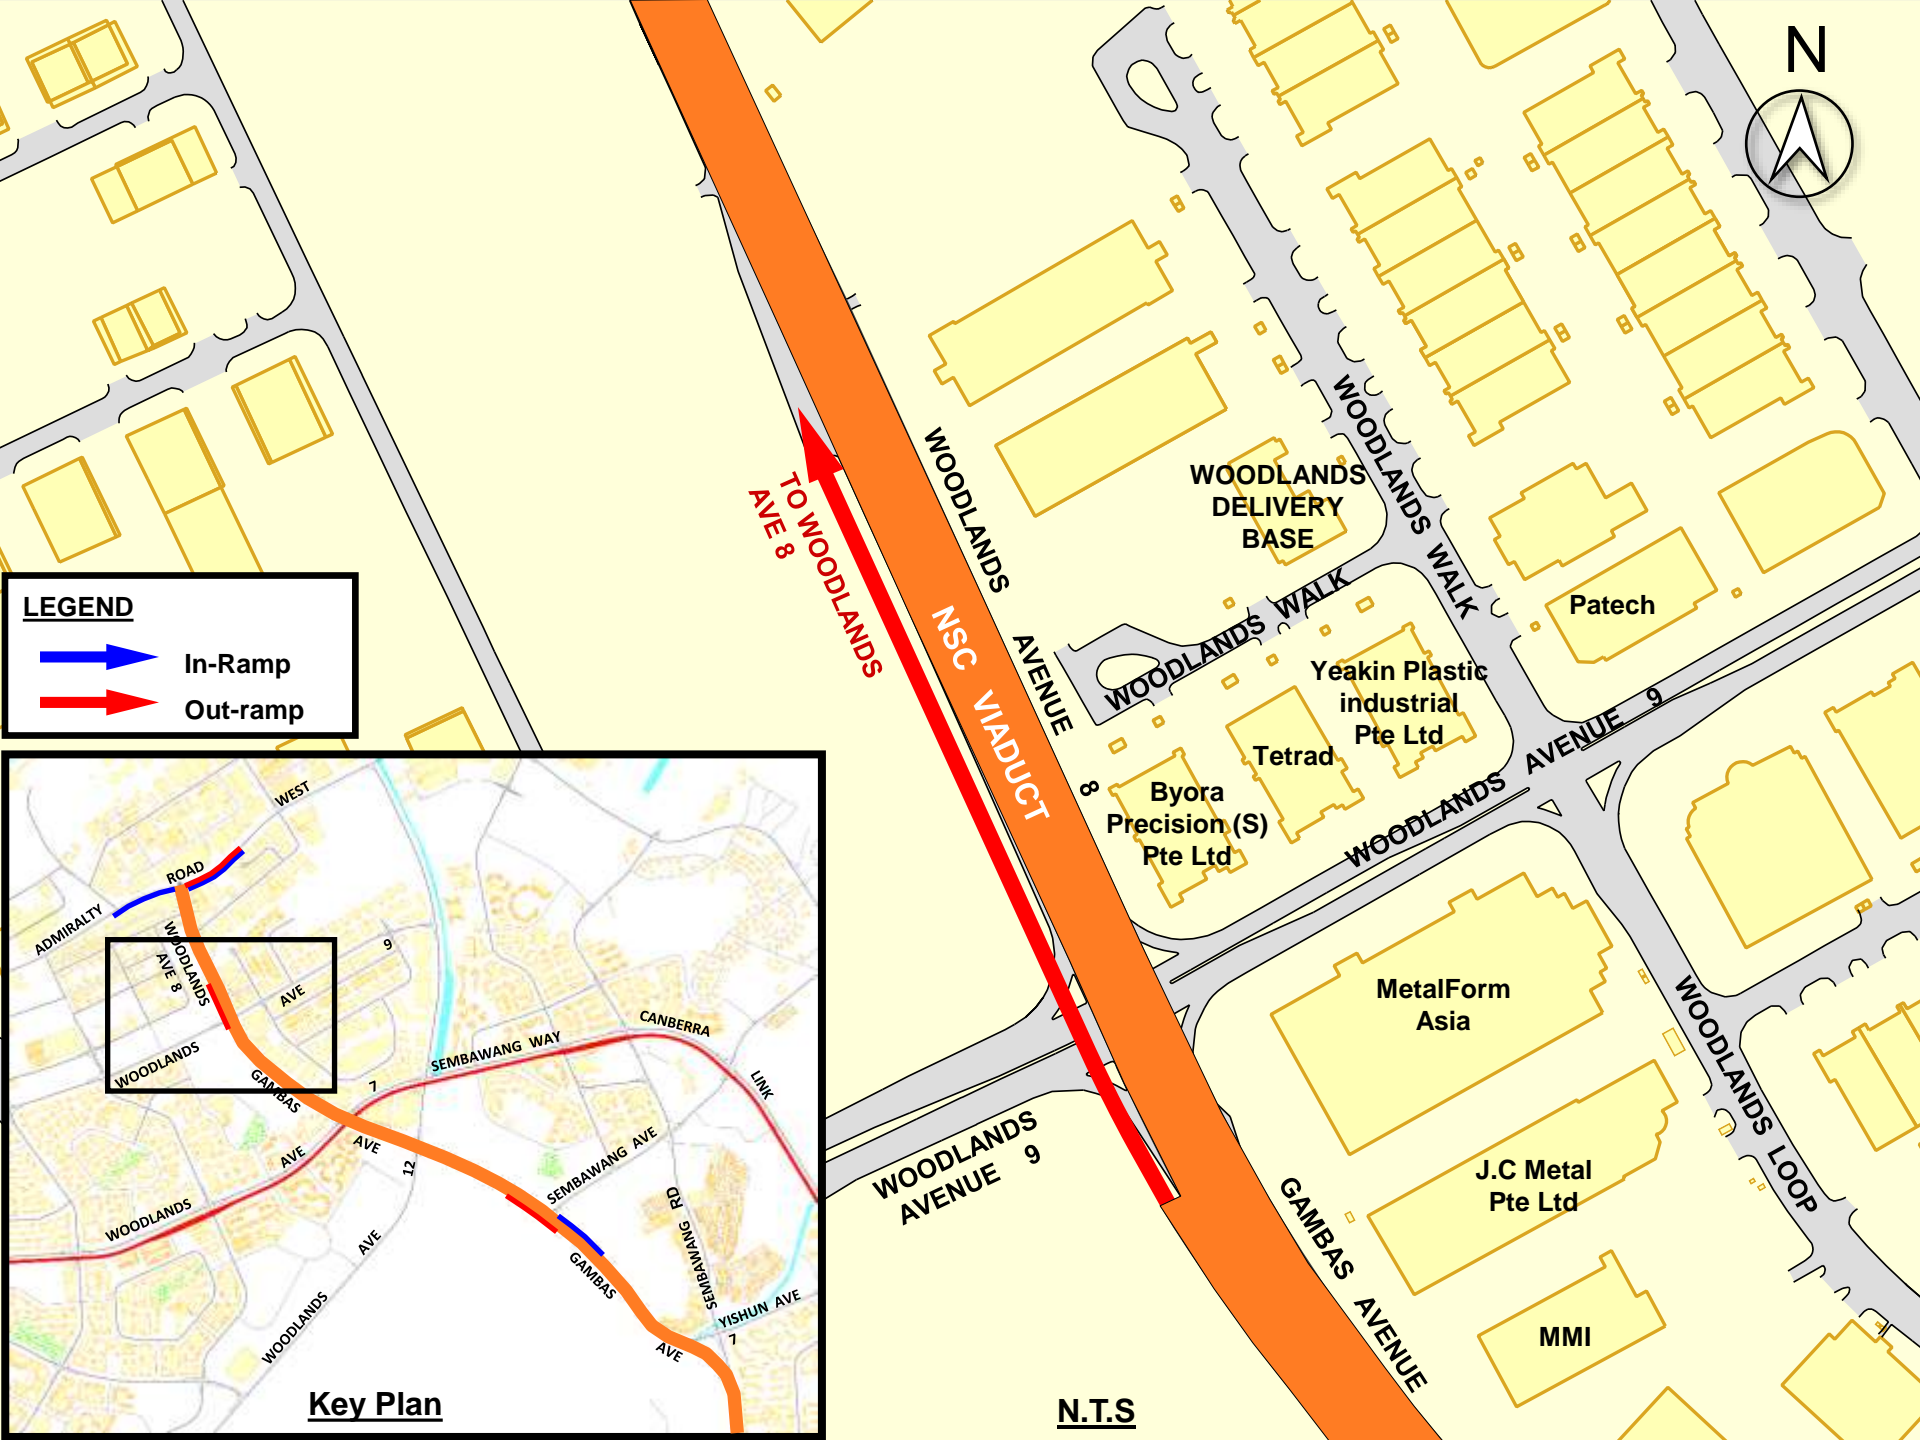 N
WOODLANDS
AVENUE
8
TO WOODLANDS
AVE 8
NSC VIADUCT
WOODLANDS
DELIVERY
BASE
WOODLANDS WALK
WOODLANDS WALK
Patech
Yeakin Plastic
industrial
Pte Ltd
Tetrad
Byora
Precision (S)
Pte Ltd
WOODLANDS AVENUE 9
MetalForm
Asia
WOODLANDS LOOP
J.C Metal
Pte Ltd
MMI
WOODLANDS
AVENUE 9
GAMBAS AVENUE
N.T.S
LEGEND
In-Ramp
Out-ramp
WEST
ROAD
ADMIRALTY
WOODLANDS
AVE 8
9
AVE
WOODLANDS
GAMBAS
7
SEMBAWANG WAY
CANBERRA
LINK
AVE
AVE
12
WOODLANDS
SEMBAWANG AVE
SEMBAWANG RD
AVE
GAMBAS
WOODLANDS
YISHUN AVE
7
AVE
Key Plan